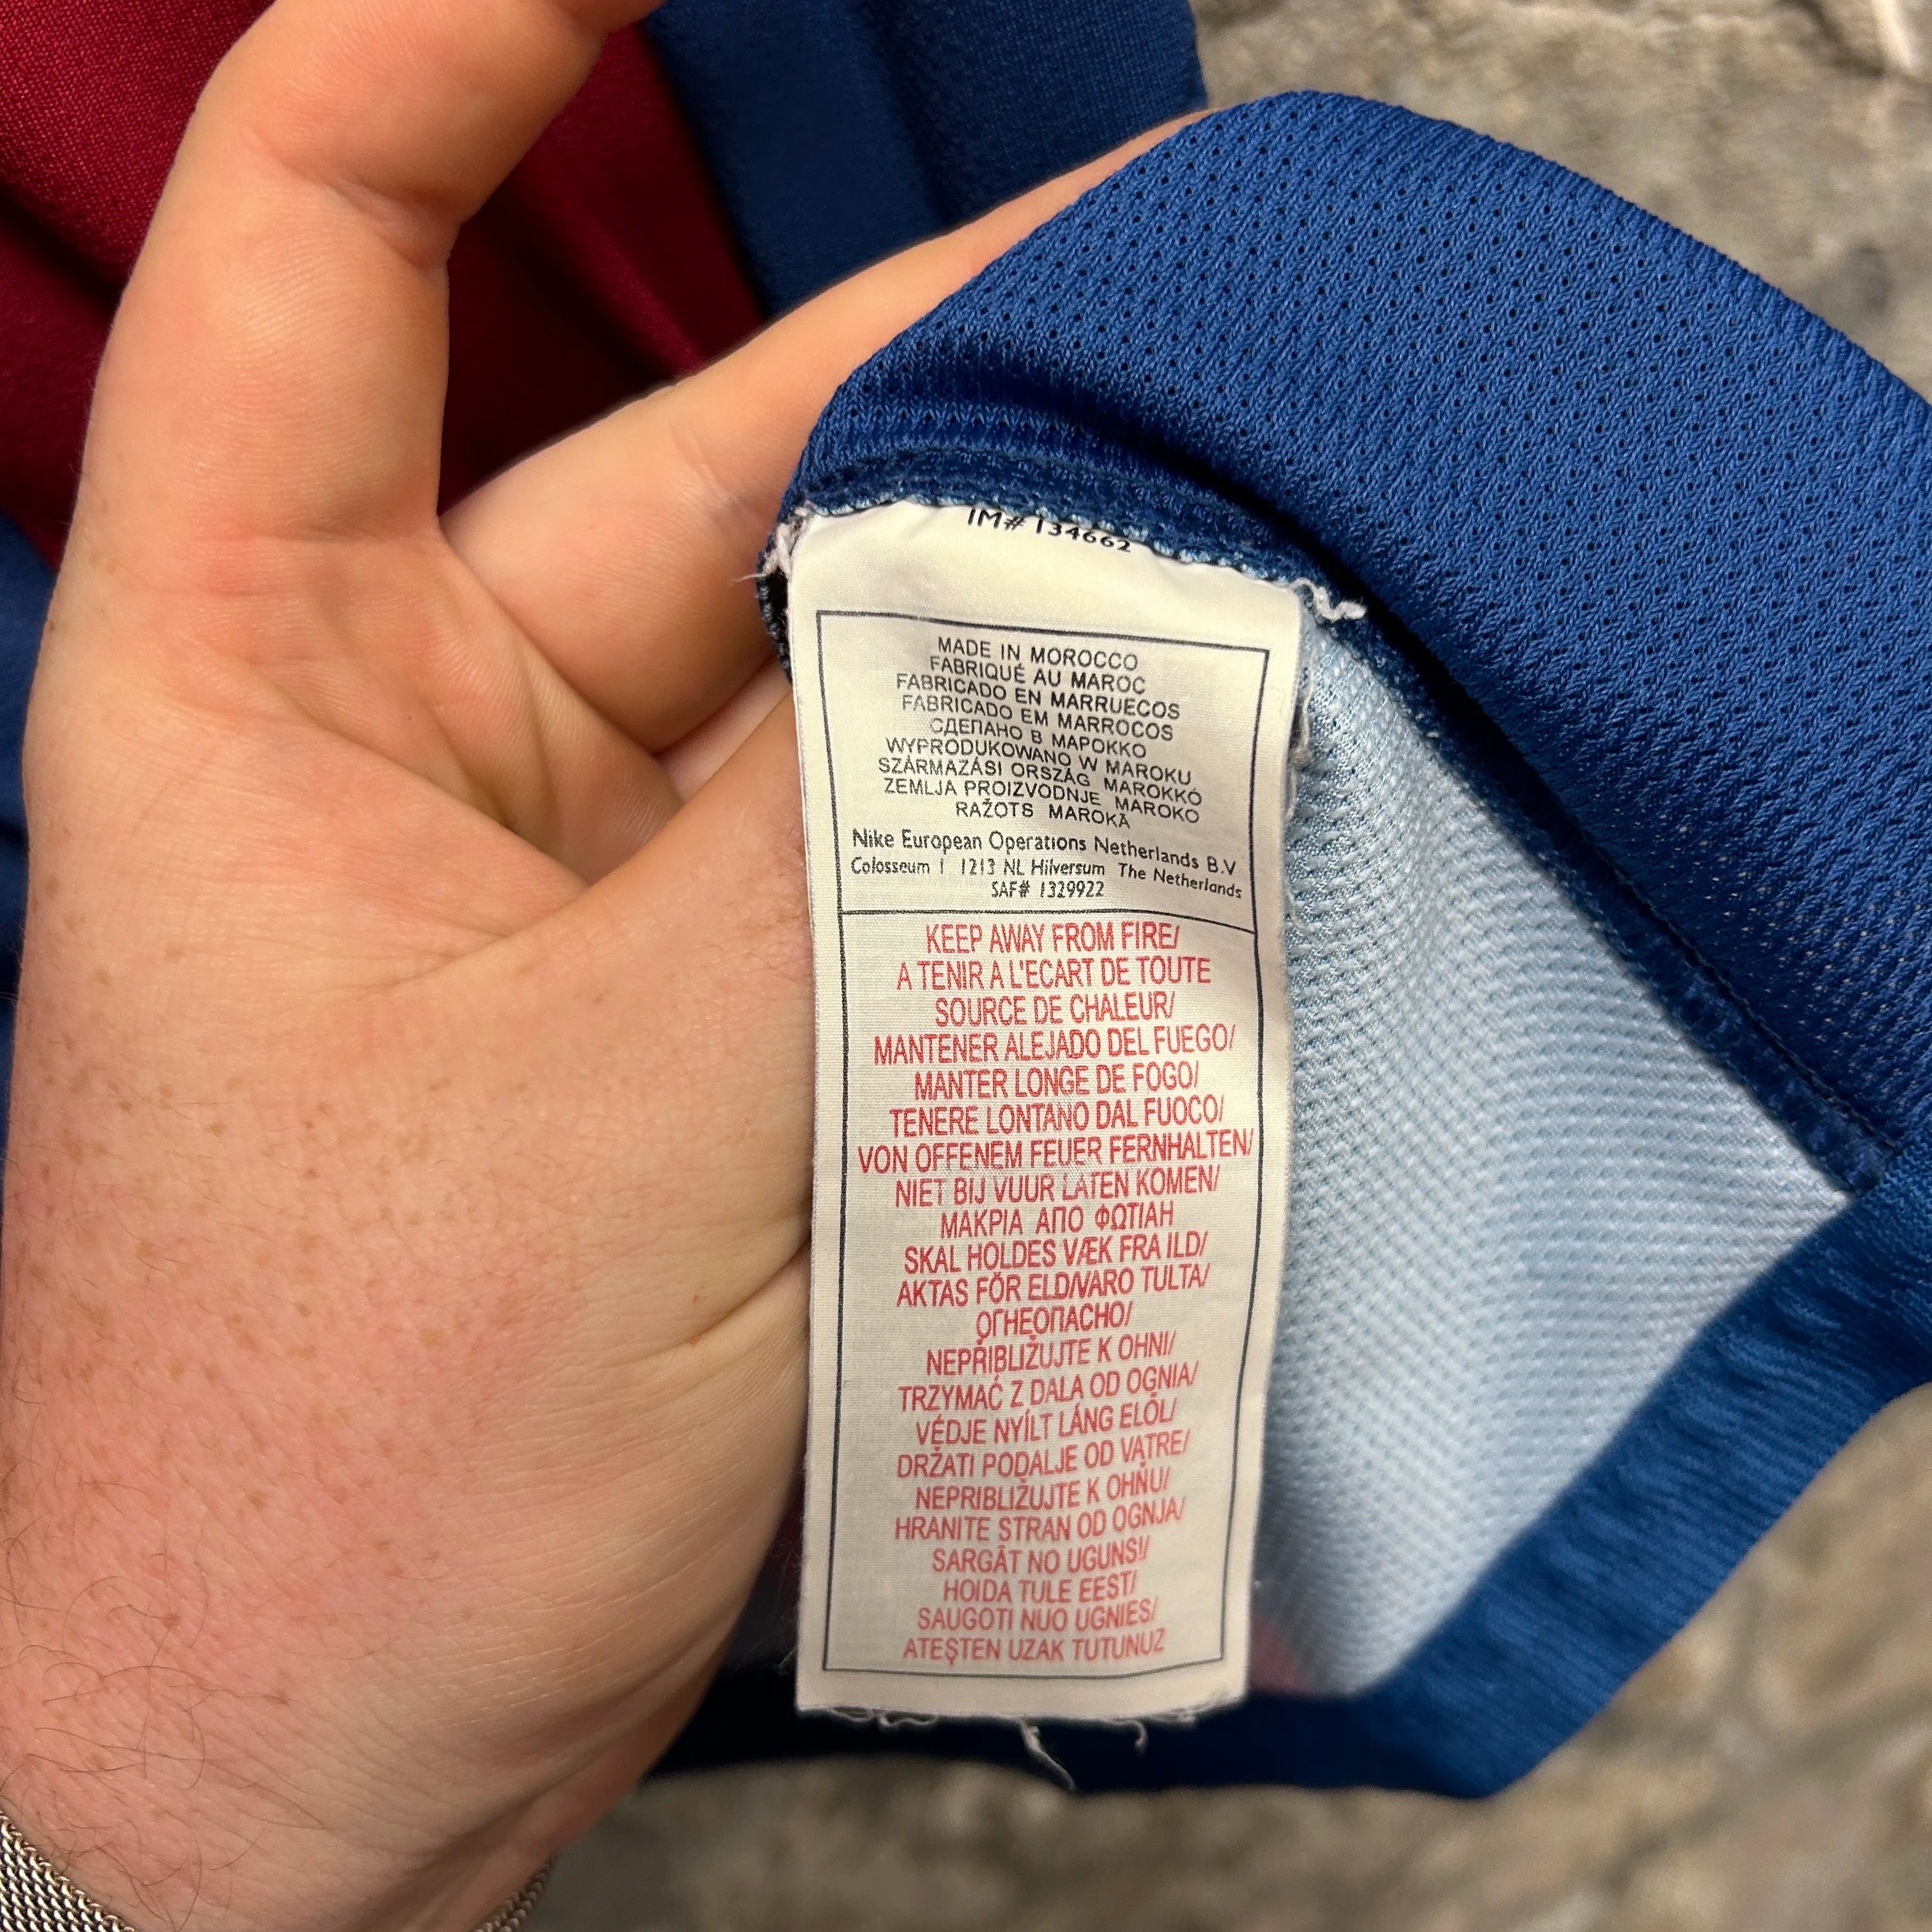 IM# 134662
MADE IN MOROCCO
FABRIQUÉ AU MAROC
FABRICADO EN MARRUECOS
FABRICADO EM MARROCOS
СДЕПАНО В МАРОККО
WYPRODUKOWANO W MAROKU
SZÁRMAZÁSI ORSZÁG MAROKKÓ
ZEMLJA PROIZVODNJE MAROKO
RAŽOTS MAROKĀ
Nike European Operations Netherlands B.V
Colosseum 1 1213 NL Hilversum The Netherlands
SAF# 1329922
KEEP AWAY FROM FIRE/
A TENIR A L'ECART DE TOUTE
SOURCE DE CHALEUR/
MANTENER ALEJADO DEL FUEGO/
MANTER LONGE DE FOGO/
TENERE LONTANO DAL FUOCO/
VON OFFENEM FEUER FERNHALTEN/
NIET BIJ VUUR LATEN KOMEN/
ΜΑΚΡΙΑ ΑΠΟ ΦΩΤΙΑΗ
SKAL HOLDES VÆK FRA ILD/
AKTAS FÖR ELD/VARO TULTA/
ОГНЕОПАСНО/
NEPŘIBLIŽUJTE K OHNI/
TRZYMAĆ Z DALA OD OGNIA/
VÉDJE NYÍLT LÁNG ELŐL/
DRŽATI PODALJE OD VATRE/
NEPRIBLIŽUJTE K OHŇU/
HRANITE STRAN OD OGNJA/
SARGĀT NO UGUNS!/
HOIDA TULE EEST/
SAUGOTI NUO UGNIES/
ATEŞTEN UZAK TUTUNUZ